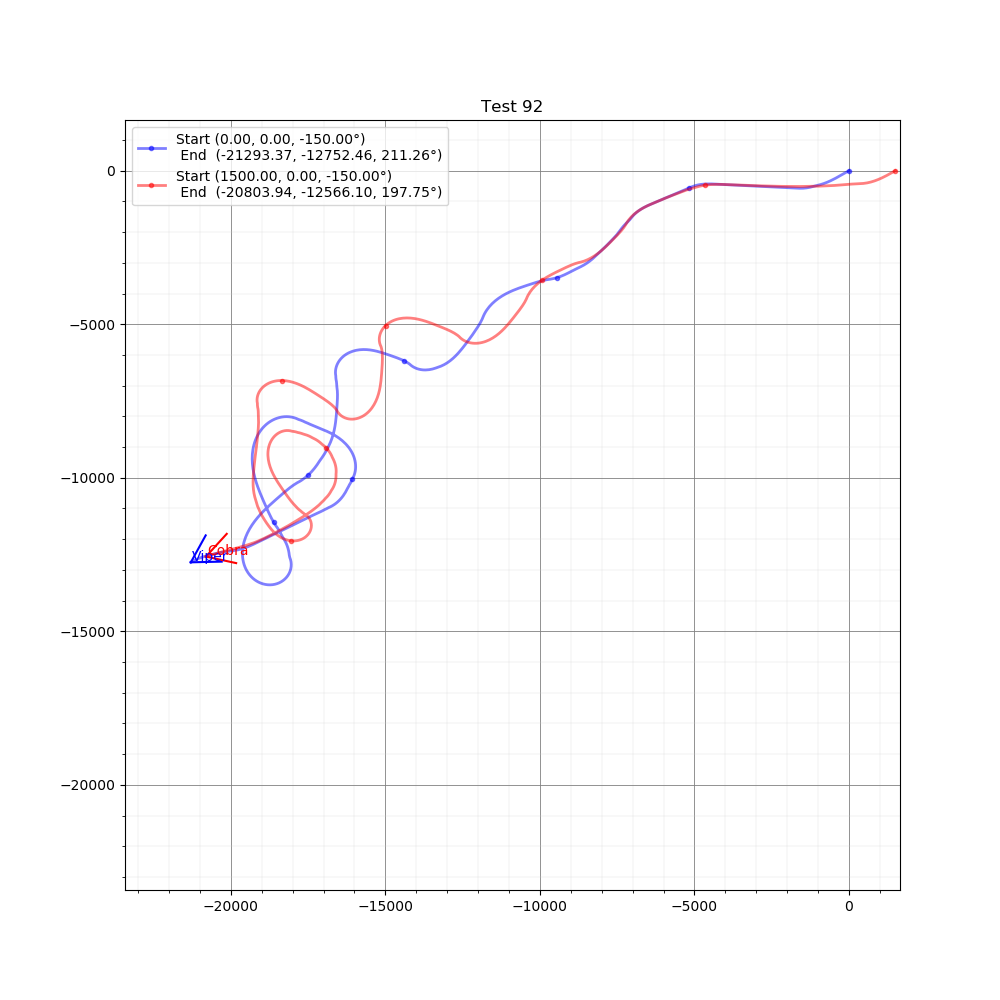 Test 92
Start (0.00, 0.00, -150.00°)
End  (-21293.37, -12752.46, 211.26°)
Start (1500.00, 0.00, -150.00°)
End  (-20803.94, -12566.10, 197.75°)
0
−5000
−10000
Cobra
Viper
−15000
−20000
−20000 −15000 −10000 −5000 0